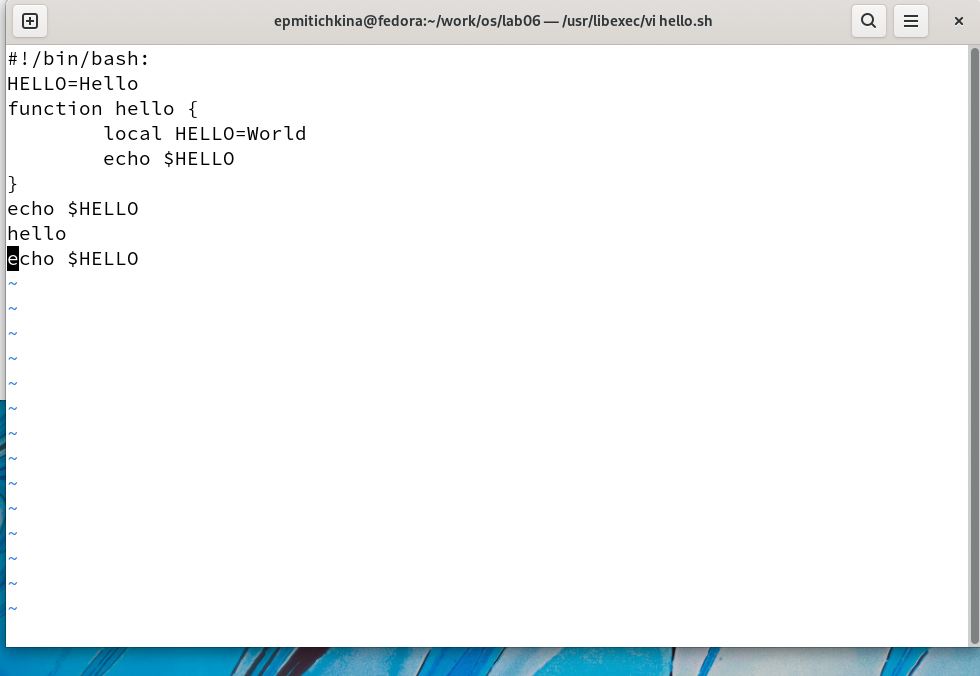 epmitichkina@fedora:~/work/os/lab06 — /usr/libexec/vi hello.sh
#!/bin/bash:
HELLO=Hello
function hello {
        local HELLO=World
        echo $HELLO
}
echo $HELLO
hello
echo $HELLO
~
~
~
~
~
~
~
~
~
~
~
~
~
~